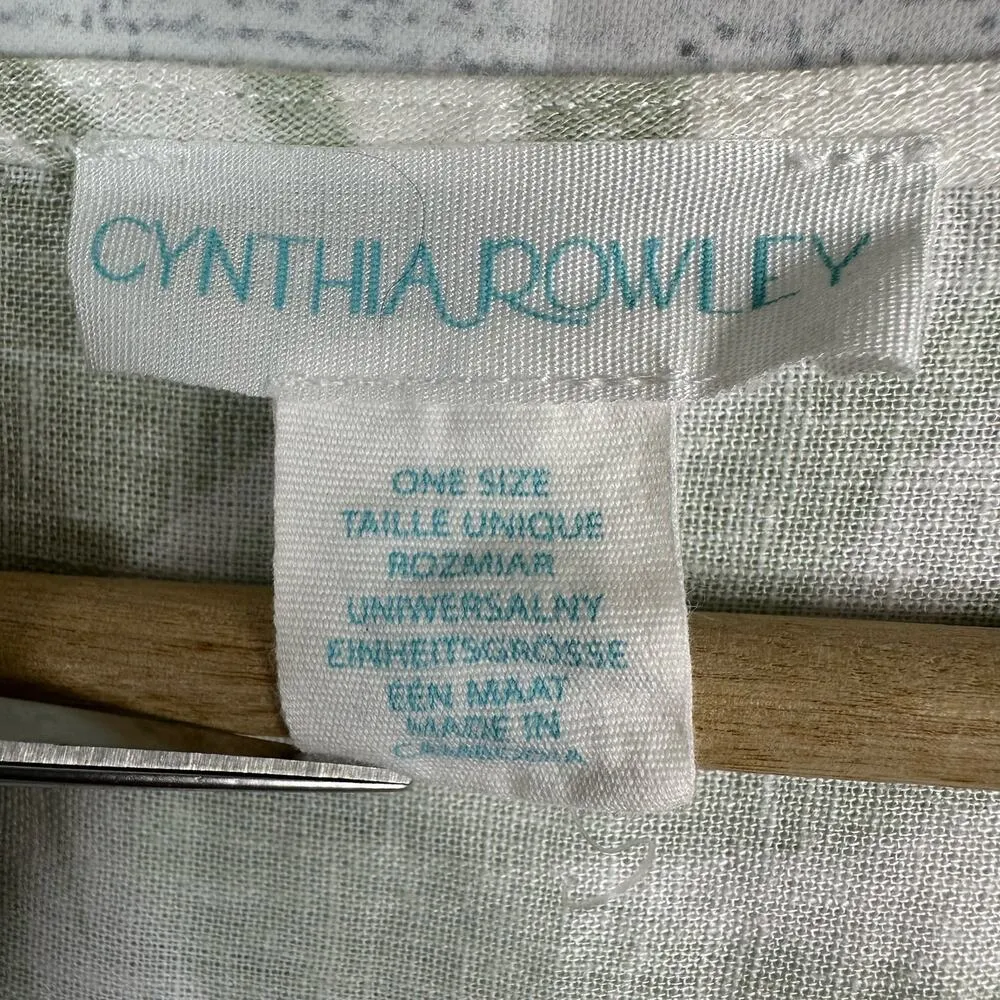 CYNTHIA ROWLEY
ONE SIZE
TAILLE UNIQUE
ROZMIAR
UNIWERSALNY
EINHEITSGROSSE
EEN MAAT
MADE IN